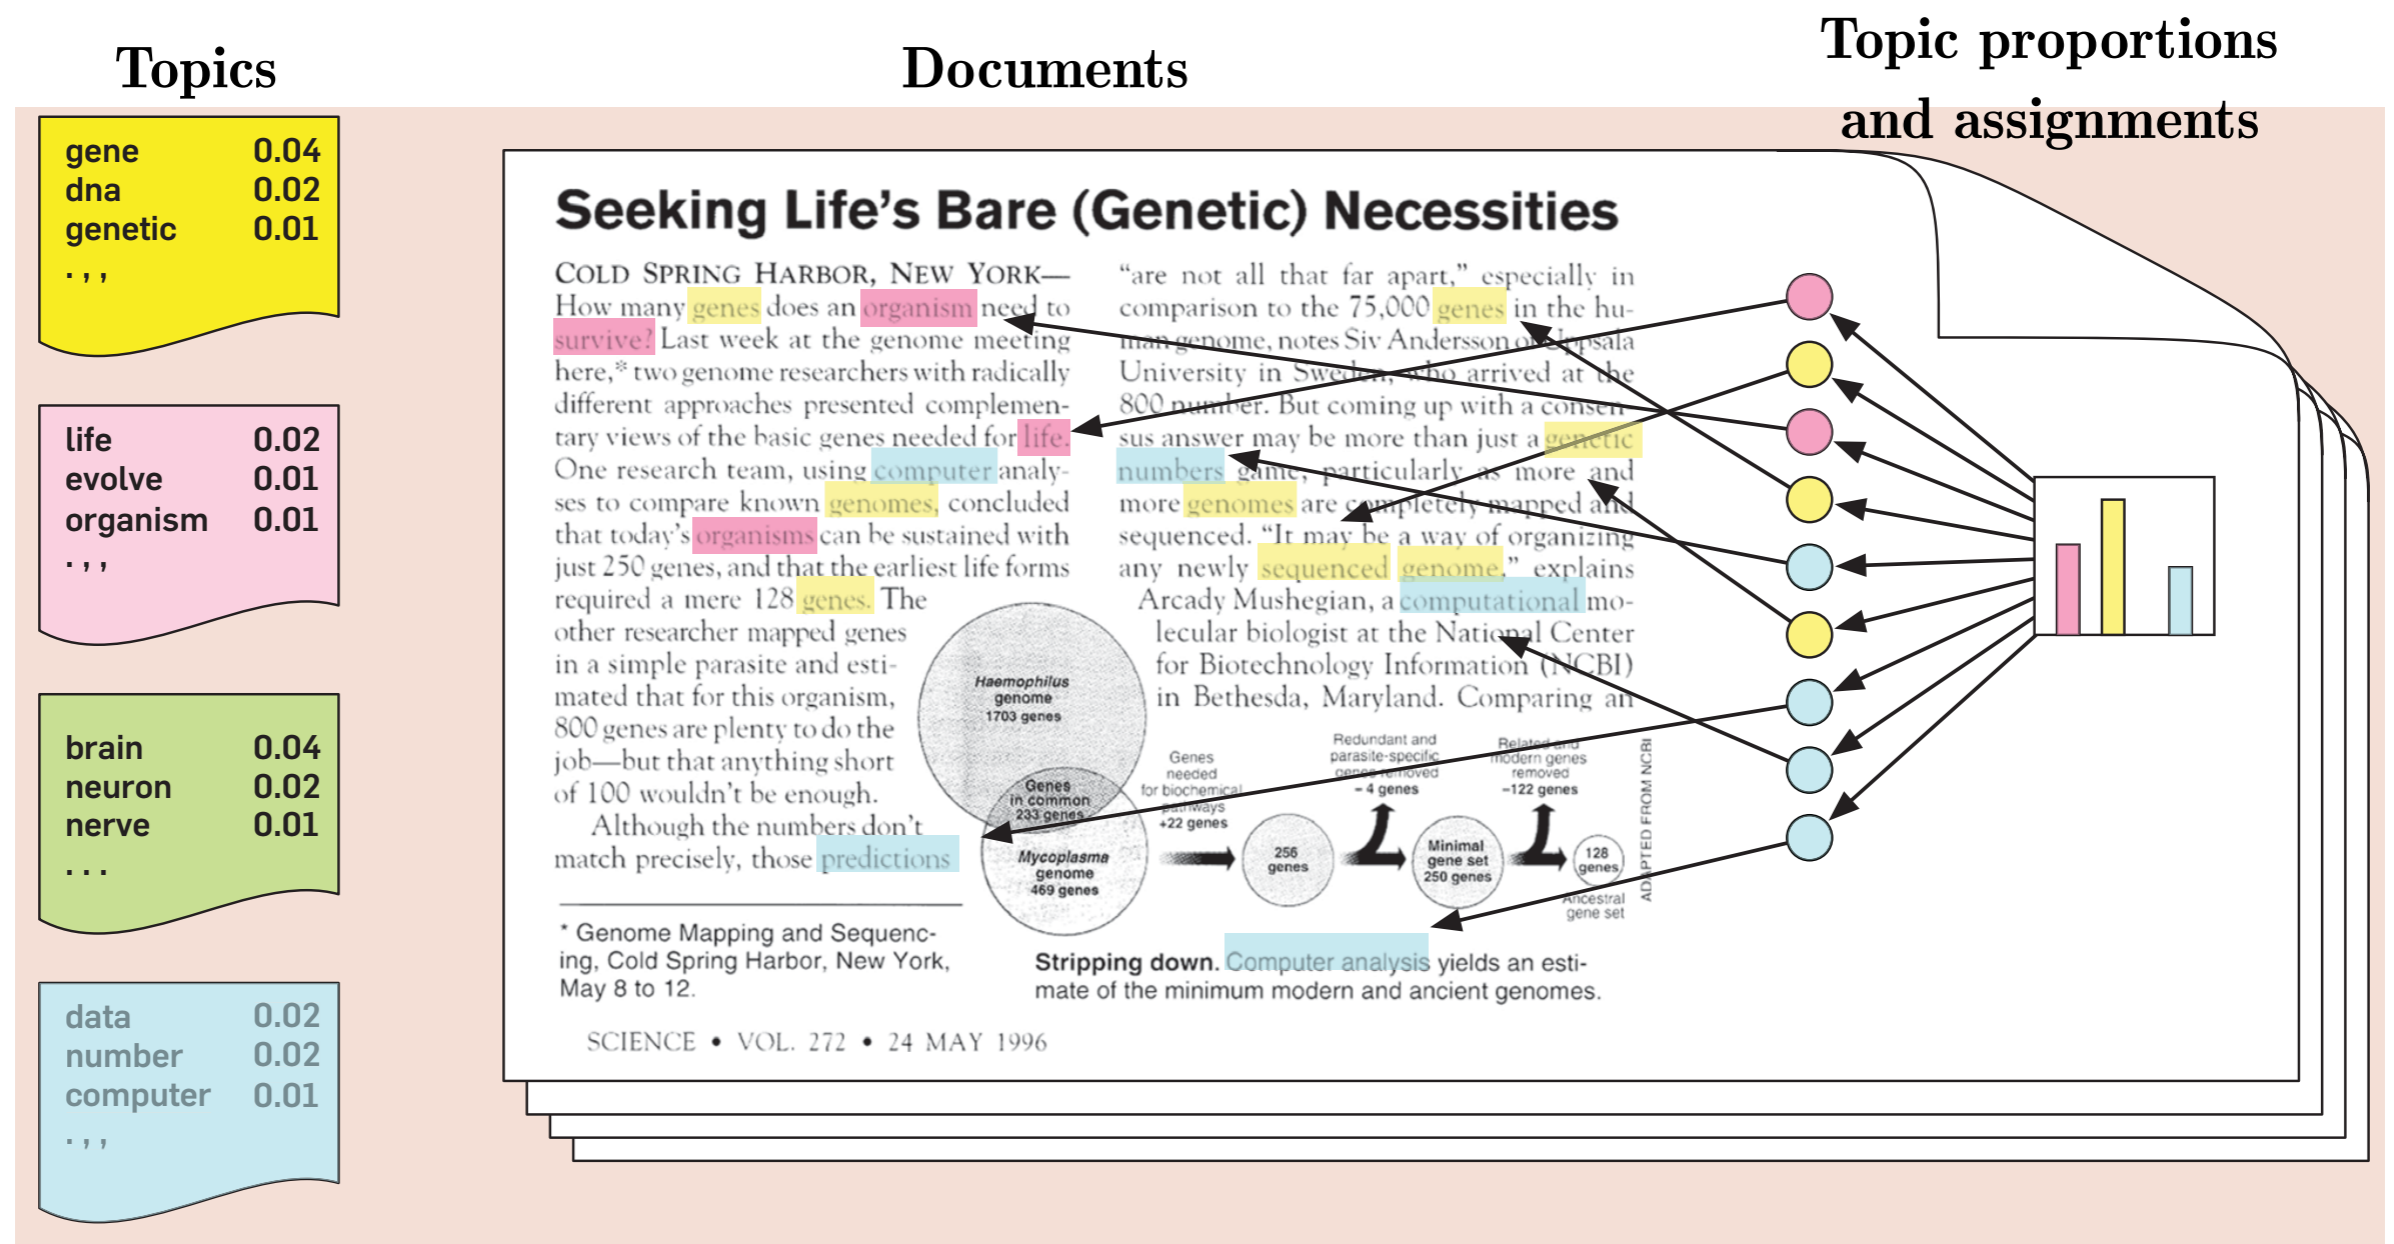 Topics
Documents
Topic proportions
and assignments
gene 0.04
dna 0.02
genetic 0.01
. , ,
life 0.02
evolve 0.01
organism 0.01
. , ,
brain 0.04
neuron 0.02
nerve 0.01
. . .
data 0.02
number 0.02
computer 0.01
. , ,
Seeking Life's Bare (Genetic) Necessities
COLD SPRING HARBOR, NEW YORK—
How many genes does an organism need to
survive? Last week at the genome meeting
here,* two genome researchers with radically
different approaches presented complemen-
tary views of the basic genes needed for life.
One research team, using computer analy-
ses to compare known genomes, concluded
that today's organisms can be sustained with
just 250 genes, and that the earliest life forms
required a mere 128 genes. The
other researcher mapped genes
in a simple parasite and esti-
mated that for this organism,
800 genes are plenty to do the
job—but that anything short
of 100 wouldn't be enough.
Although the numbers don't
match precisely, those predictions
* Genome Mapping and Sequenc-
ing, Cold Spring Harbor, New York,
May 8 to 12.
"are not all that far apart," especially in
comparison to the 75,000 genes in the hu-
man genome, notes Siv Andersson of Uppsala
University in Sweden, who arrived at the
800 number. But coming up with a consen-
sus answer may be more than just a genetic
numbers game, particularly as more and
more genomes are completely mapped and
sequenced. "It may be a way of organizing
any newly sequenced genome," explains
Arcady Mushegian, a computational mo-
lecular biologist at the National Center
for Biotechnology Information (NCBI)
in Bethesda, Maryland. Comparing an
Haemophilus
genome
1703 genes
Genes
in common
233 genes
Mycoplasma
genome
469 genes
Genes
needed
for biochemical
pathways
+22 genes
256
genes
Redundant and
parasite-specific
genes removed
– 4 genes
Minimal
gene set
250 genes
Related and
modern genes
removed
–122 genes
128
genes
Ancestral
gene set
ADAPTED FROM NCBI
Stripping down. Computer analysis yields an esti-
mate of the minimum modern and ancient genomes.
SCIENCE • VOL. 272 • 24 MAY 1996